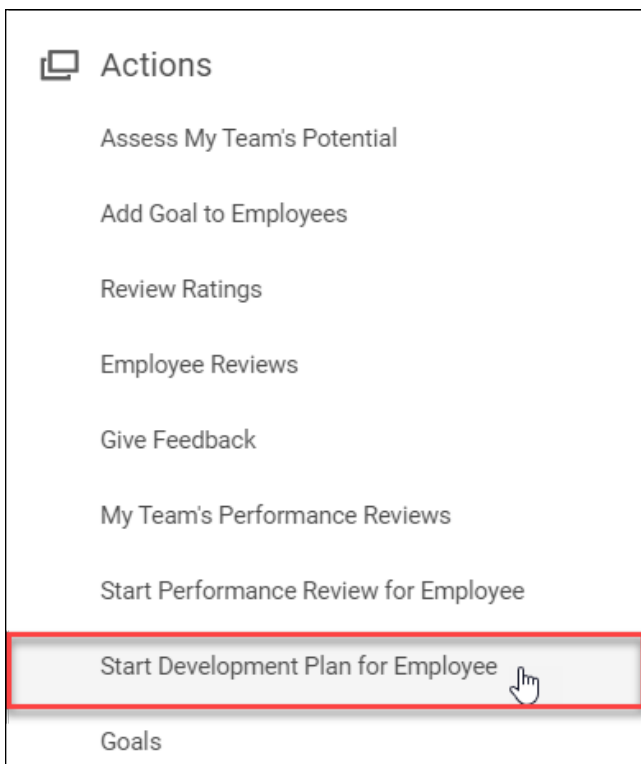 Actions
Assess My Team's Potential
Add Goal to Employees
Review Ratings
Employee Reviews
Give Feedback
My Team's Performance Reviews
Start Performance Review for Employee
Start Development Plan for Employee
Goals